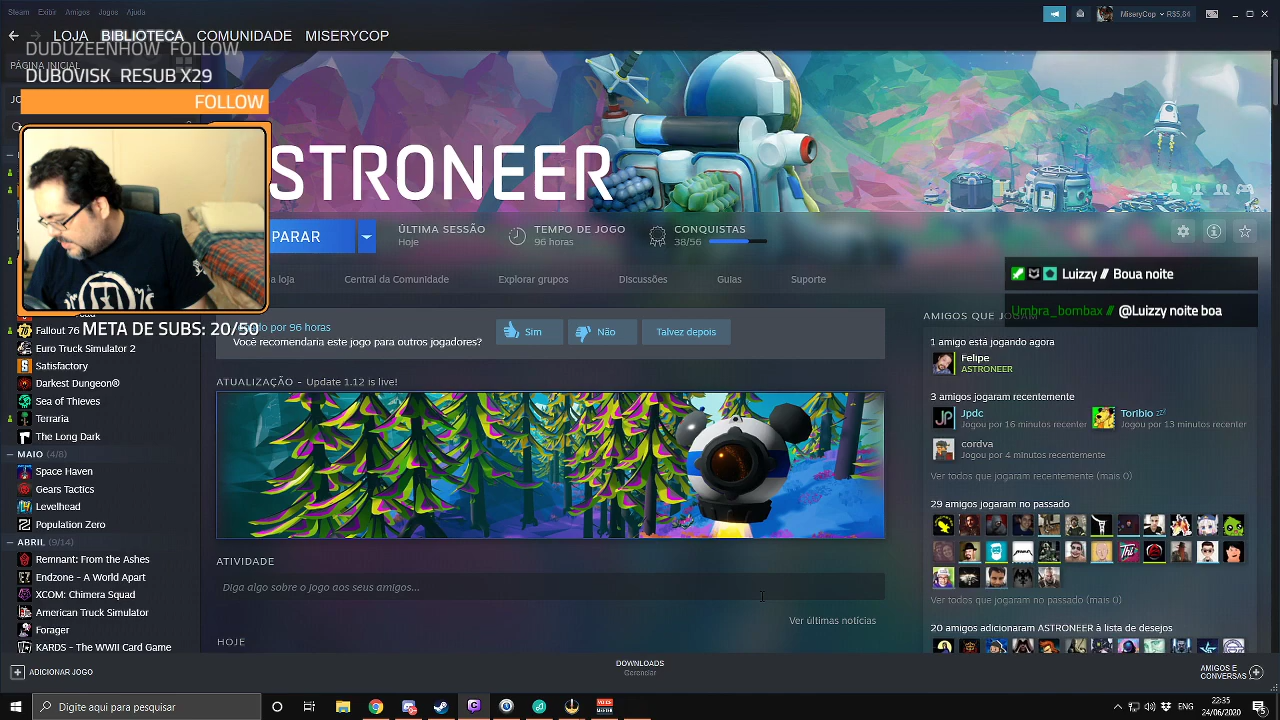 Steam Exibir Amigos Jogos Ajuda
MiseryCop R$5,84
LOJA BIBLIOTECA COMUNIDADE MISERYCOP
DUDUZEENHOW FOLLOW
PÁGINA INICIAL
DUBOVISK RESUB X29
FOLLOW
STRONEER
PARAR
ÚLTIMA SESSÃO
Hoje
TEMPO DE JOGO
96 horas
CONQUISTAS
38/56
na loja
Central da Comunidade
Explorar grupos
Discussões
Guias
Suporte
Luizzy // Boua noite
Umbra_bombax // @Luizzy noite boa
META DE SUBS: 20/50
por 96 horas
Você recomendaria este jogo para outros jogadores?
Sim
Não
Talvez depois
Fallout 76
Euro Truck Simulator 2
Satisfactory
Darkest Dungeon®
Sea of Thieves
Terraria
The Long Dark
MAIO (4/8)
Space Haven
Gears Tactics
Levelhead
Population Zero
ABRIL (9/14)
Remnant: From the Ashes
Endzone - A World Apart
XCOM: Chimera Squad
American Truck Simulator
Forager
KARDS - The WWII Card Game
ATUALIZAÇÃO - Update 1.12 is live!
ATIVIDADE
Diga algo sobre o jogo aos seus amigos...
Ver últimas notícias
HOJE
AMIGOS QUE JOGAM
1 amigo está jogando agora
Felipe
ASTRONEER
3 amigos jogaram recentemente
Jpdc
Jogou por 16 minutos recenter
Toriblo zzz
Jogou por 13 minutos recenter
cordva
Jogou por 4 minutos recentemente
Ver todos que jogaram recentemente (mais 0)
29 amigos jogaram no passado
Ver todos que jogaram no passado (mais 0)
20 amigos adicionaram ASTRONEER à lista de desejos
ADICIONAR JOGO
DOWNLOADS
Gerenciar
AMIGOS E
CONVERSAS
Digite aqui para pesquisar
ENG
22:35
24/06/2020